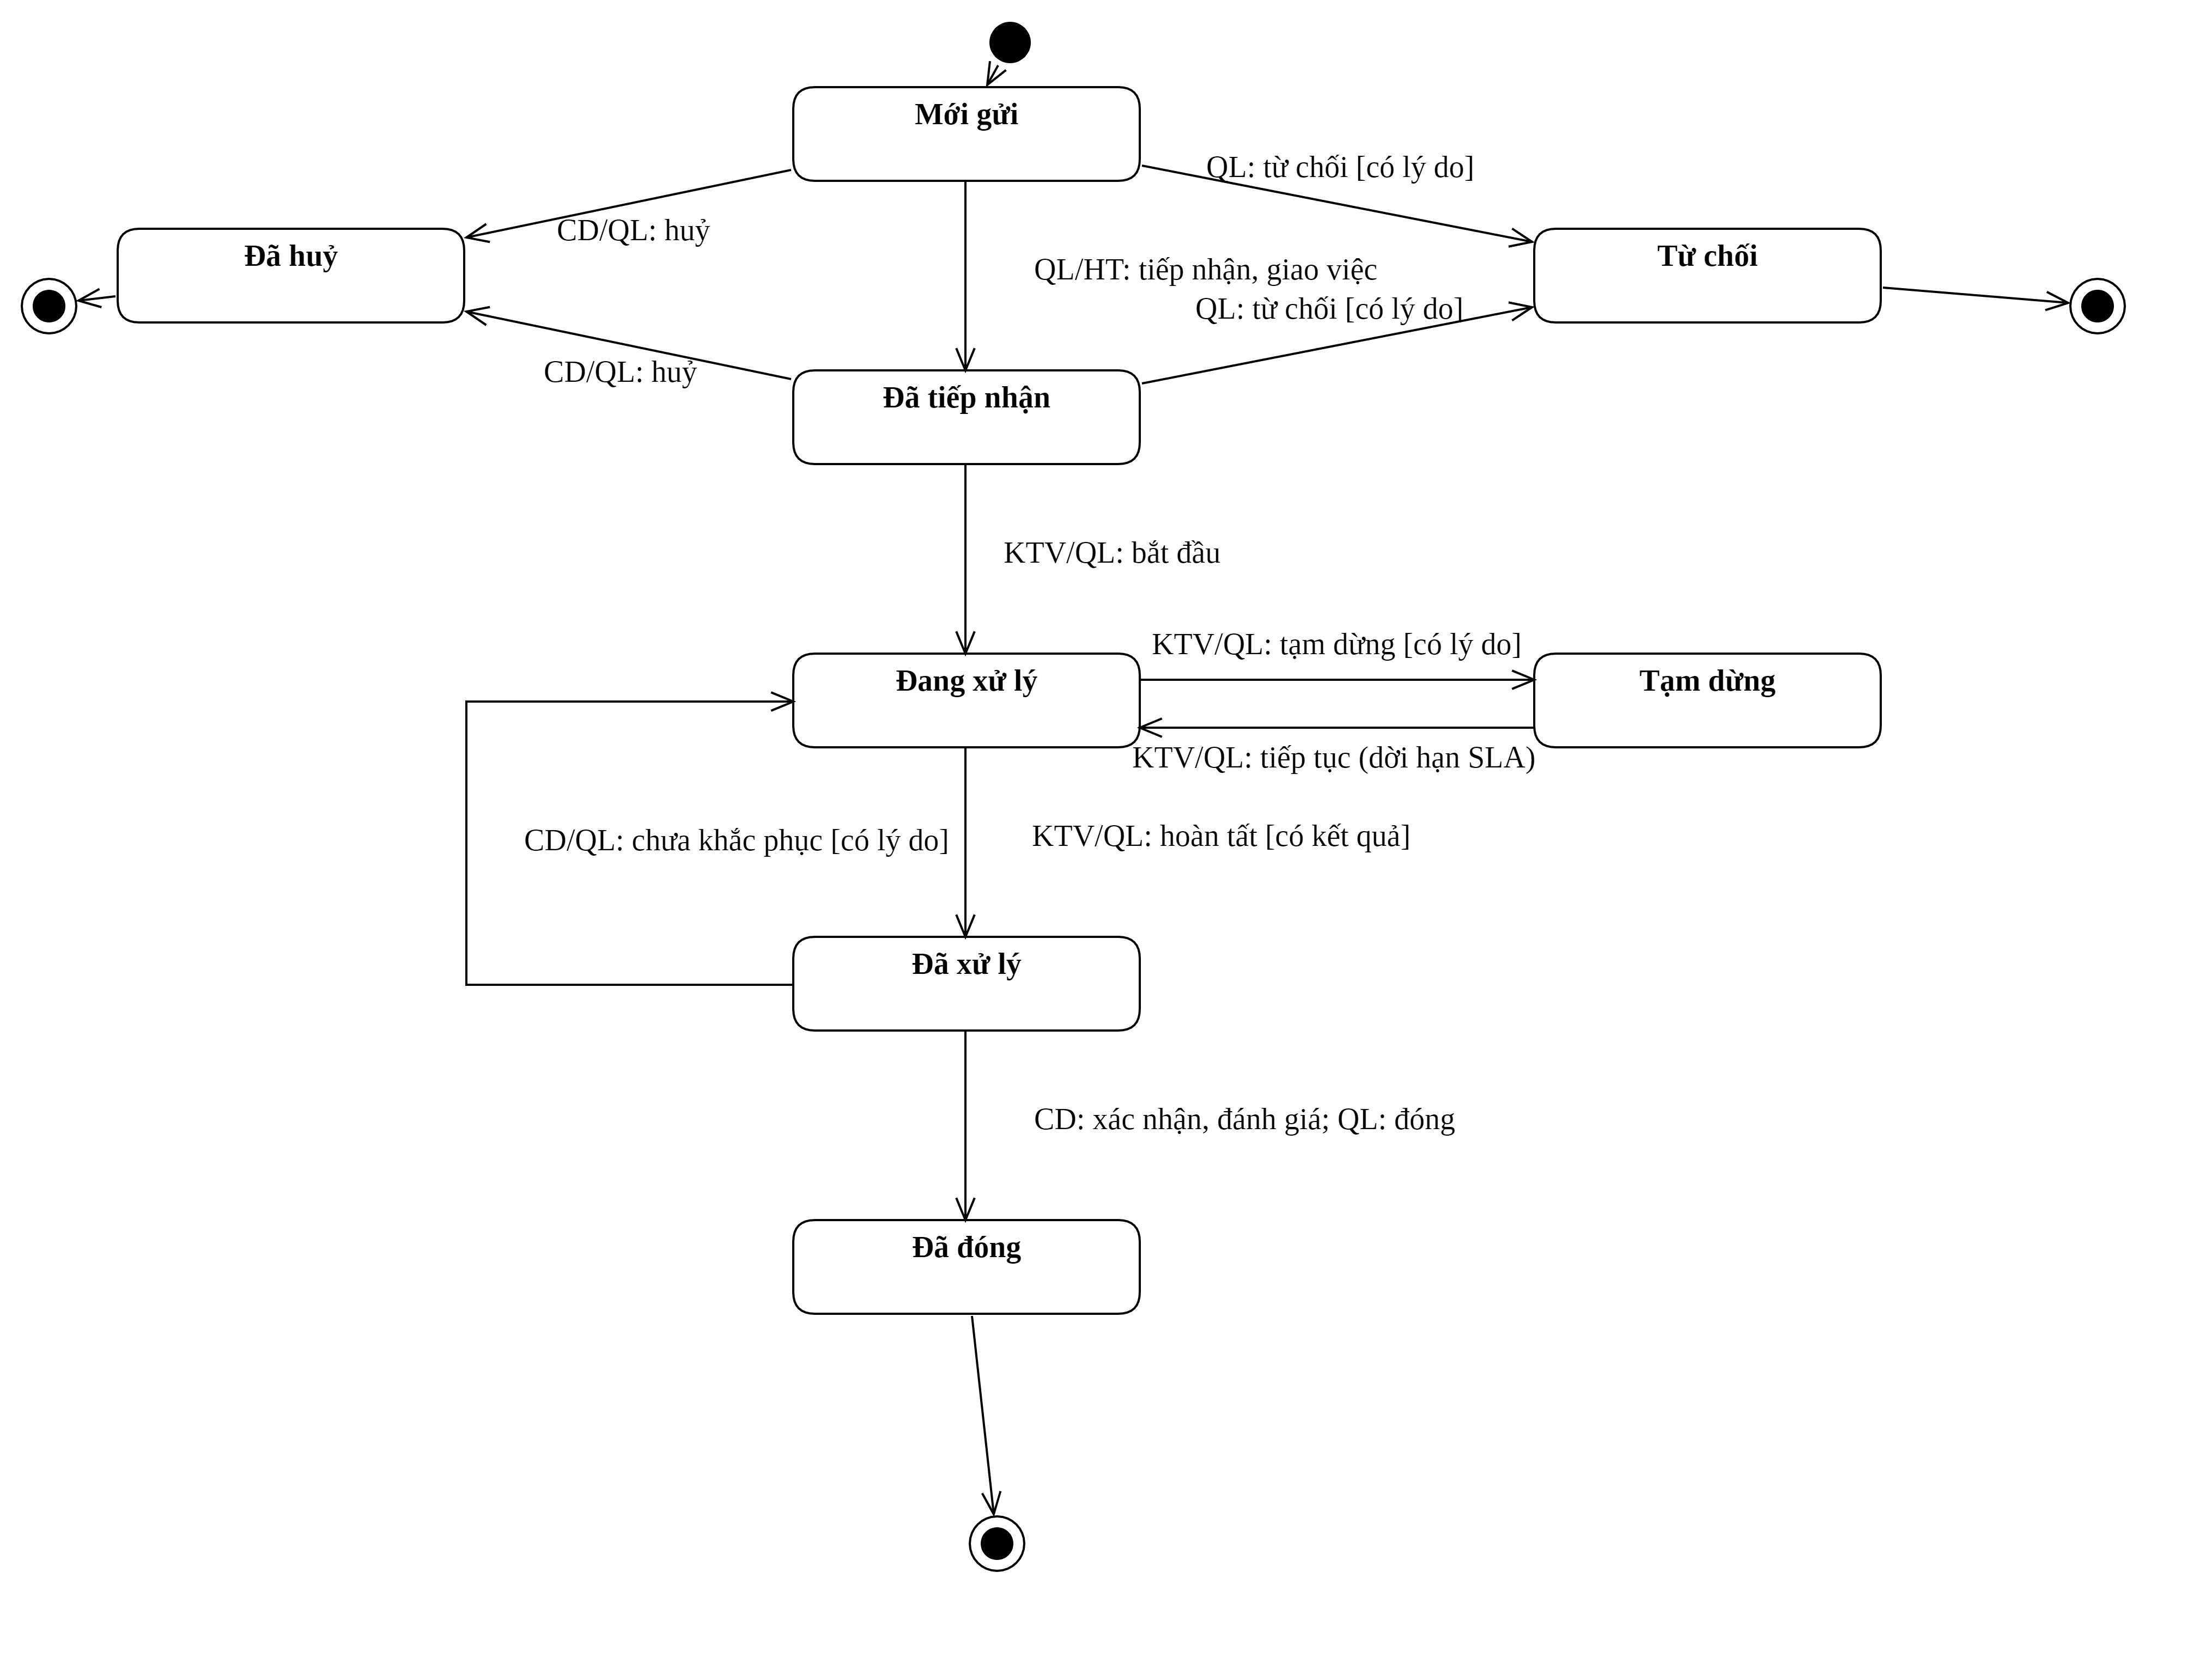 Mới gửi
QL: từ chối [có lý do]
CD/QL: huỷ
Đã huỷ
Từ chối
QL/HT: tiếp nhận, giao việc
QL: từ chối [có lý do]
CD/QL: huỷ
Đã tiếp nhận
KTV/QL: bắt đầu
KTV/QL: tạm dừng [có lý do]
Đang xử lý
Tạm dừng
KTV/QL: tiếp tục (dời hạn SLA)
CD/QL: chưa khắc phục [có lý do]
KTV/QL: hoàn tất [có kết quả]
Đã xử lý
CD: xác nhận, đánh giá; QL: đóng
Đã đóng